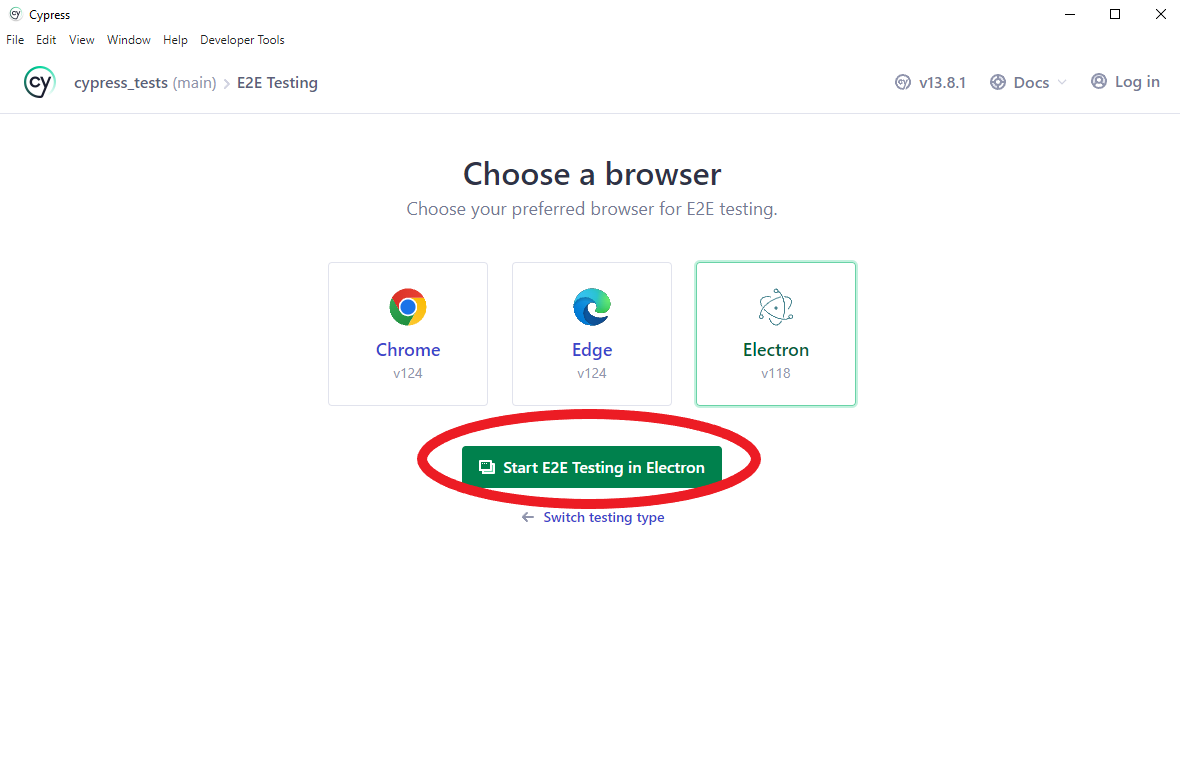 Cypress
File Edit View Window Help Developer Tools
cy cypress_tests (main) > E2E Testing v13.8.1 Docs Log in
Choose a browser
Choose your preferred browser for E2E testing.
Chrome Edge Electron
v124 v124 v118
Start E2E Testing in Electron
← Switch testing type